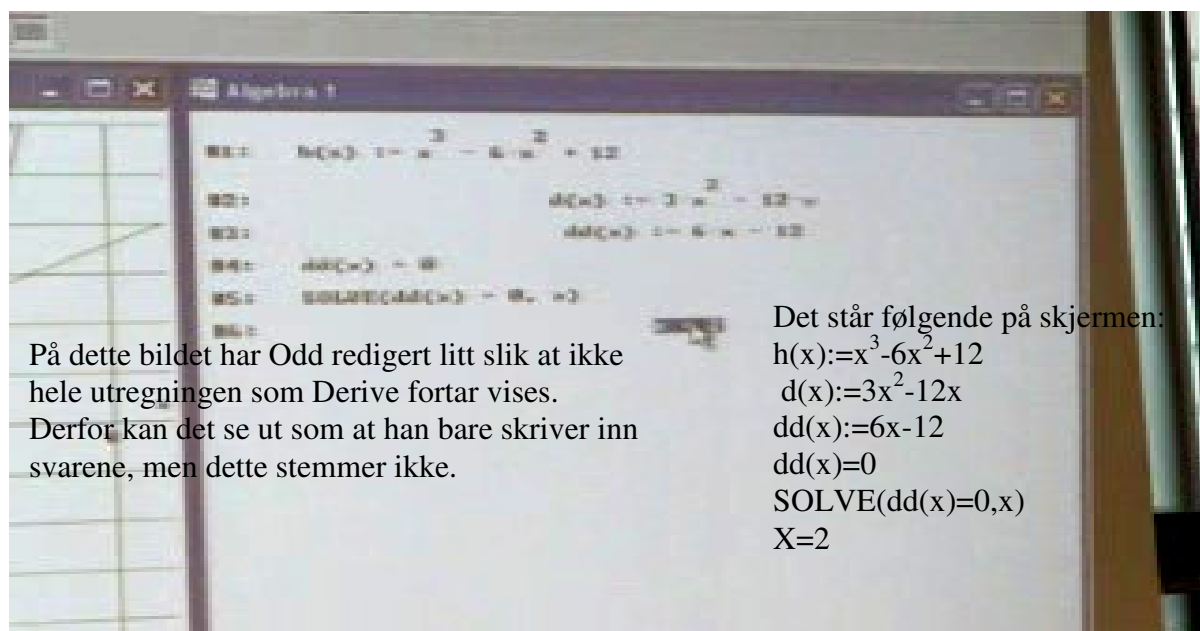 Algebra 1
#1: h(x) := x³ - 6·x² + 12
#2: d(x) := 3·x² - 12·x
#3: dd(x) := 6·x - 12
#4: dd(x) = 0
#5: SOLVE(dd(x) = 0, x)
#6:
På dette bildet har Odd redigert litt slik at ikke
hele utregningen som Derive fortar vises.
Derfor kan det se ut som at han bare skriver inn
svarene, men dette stemmer ikke.
Det står følgende på skjermen:
h(x):=x³-6x²+12
d(x):=3x²-12x
dd(x):=6x-12
dd(x)=0
SOLVE(dd(x)=0,x)
X=2